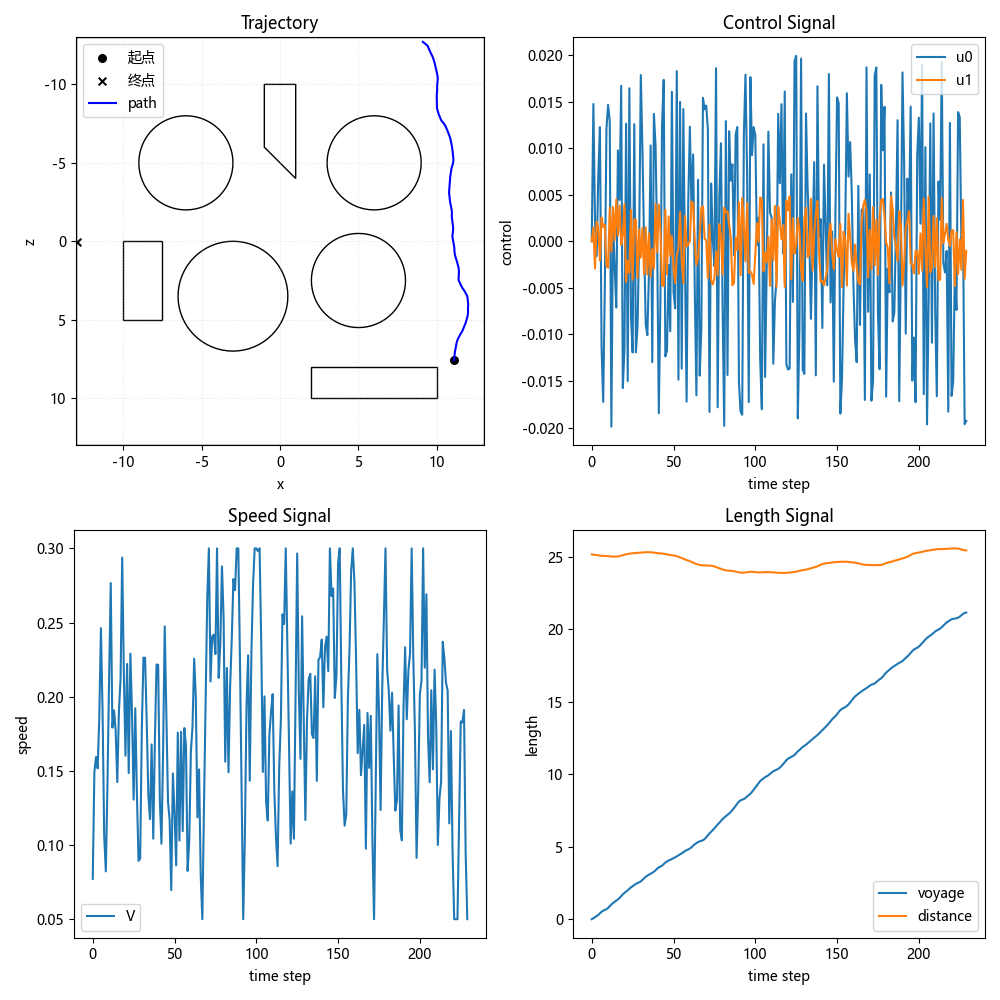 Trajectory
起点
终点
path
-10
-5
0
5
10
z
-10
-5
0
5
10
x
Control Signal
u0
u1
0.020
0.015
0.010
0.005
0.000
-0.005
-0.010
-0.015
-0.020
control
0
50
100
150
200
time step
Speed Signal
0.30
0.25
0.20
0.15
0.10
0.05
speed
V
0
50
100
150
200
time step
Length Signal
25
20
15
10
5
0
length
voyage
distance
0
50
100
150
200
time step